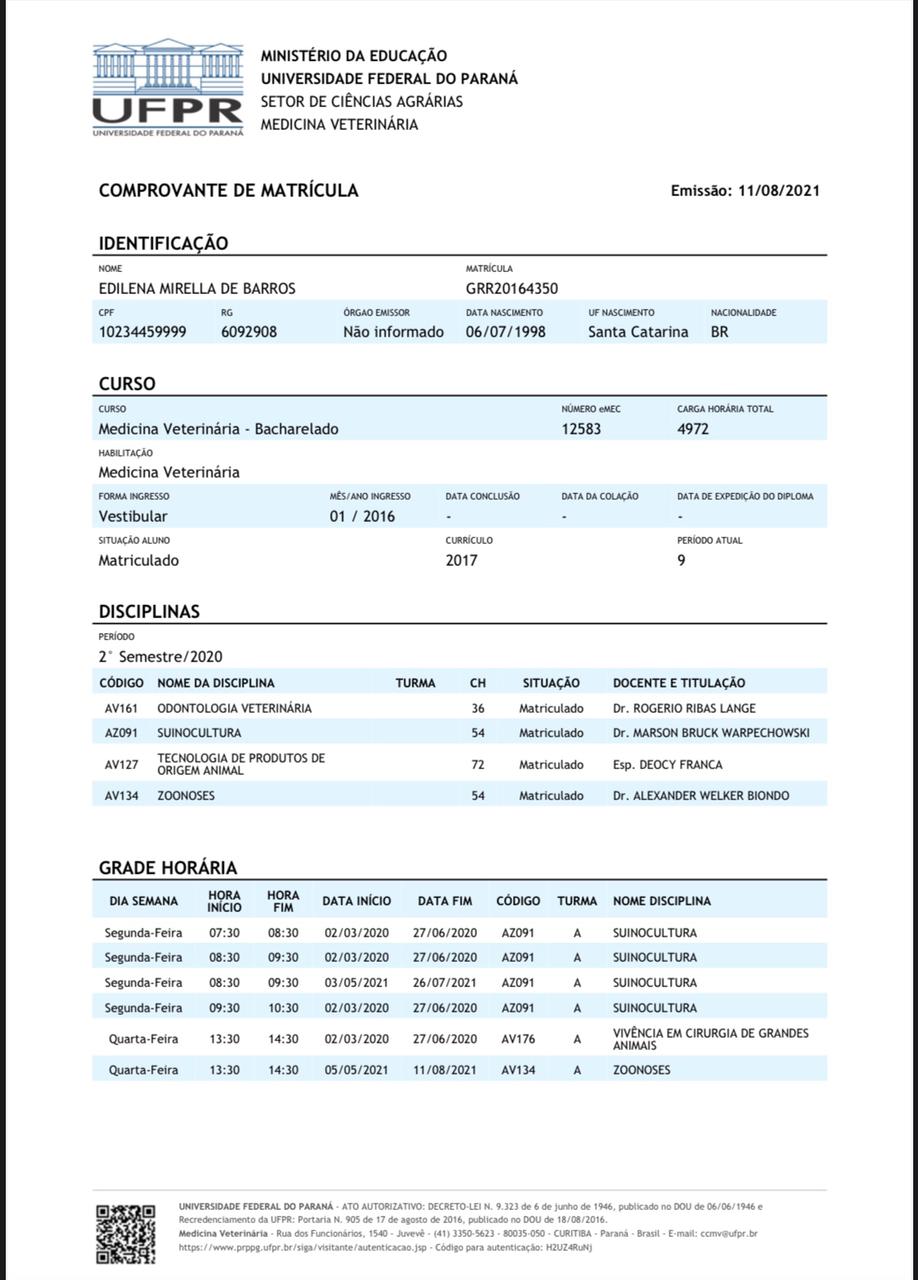 UFPR
UNIVERSIDADE FEDERAL DO PARANÁ
MINISTÉRIO DA EDUCAÇÃO
UNIVERSIDADE FEDERAL DO PARANÁ
SETOR DE CIÊNCIAS AGRÁRIAS
MEDICINA VETERINÁRIA
COMPROVANTE DE MATRÍCULA Emissão: 11/08/2021
IDENTIFICAÇÃO
NOME MATRÍCULA
EDILENA MIRELLA DE BARROS GRR20164350
CPF RG ÓRGAO EMISSOR DATA NASCIMENTO UF NASCIMENTO NACIONALIDADE
10234459999 6092908 Não informado 06/07/1998 Santa Catarina BR
CURSO
CURSO NÚMERO eMEC CARGA HORÁRIA TOTAL
Medicina Veterinária - Bacharelado 12583 4972
HABILITAÇÃO
Medicina Veterinária
FORMA INGRESSO MÊS/ANO INGRESSO DATA CONCLUSÃO DATA DA COLAÇÃO DATA DE EXPEDIÇÃO DO DIPLOMA
Vestibular 01 / 2016 - - -
SITUAÇÃO ALUNO CURRÍCULO PERÍODO ATUAL
Matriculado 2017 9
DISCIPLINAS
PERÍODO
2° Semestre/2020
CÓDIGO NOME DA DISCIPLINA TURMA CH SITUAÇÃO DOCENTE E TITULAÇÃO
AV161 ODONTOLOGIA VETERINÁRIA 36 Matriculado Dr. ROGERIO RIBAS LANGE
AZ091 SUINOCULTURA 54 Matriculado Dr. MARSON BRUCK WARPECHOWSKI
AV127 TECNOLOGIA DE PRODUTOS DE ORIGEM ANIMAL 72 Matriculado Esp. DEOCY FRANCA
AV134 ZOONOSES 54 Matriculado Dr. ALEXANDER WELKER BIONDO
GRADE HORÁRIA
DIA SEMANA HORA INÍCIO HORA FIM DATA INÍCIO DATA FIM CÓDIGO TURMA NOME DISCIPLINA
Segunda-Feira 07:30 08:30 02/03/2020 27/06/2020 AZ091 A SUINOCULTURA
Segunda-Feira 08:30 09:30 02/03/2020 27/06/2020 AZ091 A SUINOCULTURA
Segunda-Feira 08:30 09:30 03/05/2021 26/07/2021 AZ091 A SUINOCULTURA
Segunda-Feira 09:30 10:30 02/03/2020 27/06/2020 AZ091 A SUINOCULTURA
Quarta-Feira 13:30 14:30 02/03/2020 27/06/2020 AV176 A VIVÊNCIA EM CIRURGIA DE GRANDES ANIMAIS
Quarta-Feira 13:30 14:30 05/05/2021 11/08/2021 AV134 A ZOONOSES
UNIVERSIDADE FEDERAL DO PARANÁ - ATO AUTORIZATIVO: DECRETO-LEI N. 9.323 de 6 de junho de 1946, publicado no DOU de 06/06/1946 e
Recredenciamento da UFPR: Portaria N. 905 de 17 de agosto de 2016, publicado no DOU de 18/08/2016.
Medicina Veterinária - Rua dos Funcionários, 1540 - Juvevê - (41) 3350-5623 - 80035-050 - CURITIBA - Paraná - Brasil - E-mail: ccmv@ufpr.br
https://www.prppg.ufpr.br/siga/visitante/autenticacao.jsp - Código para autenticação: H2UZ4RuNj